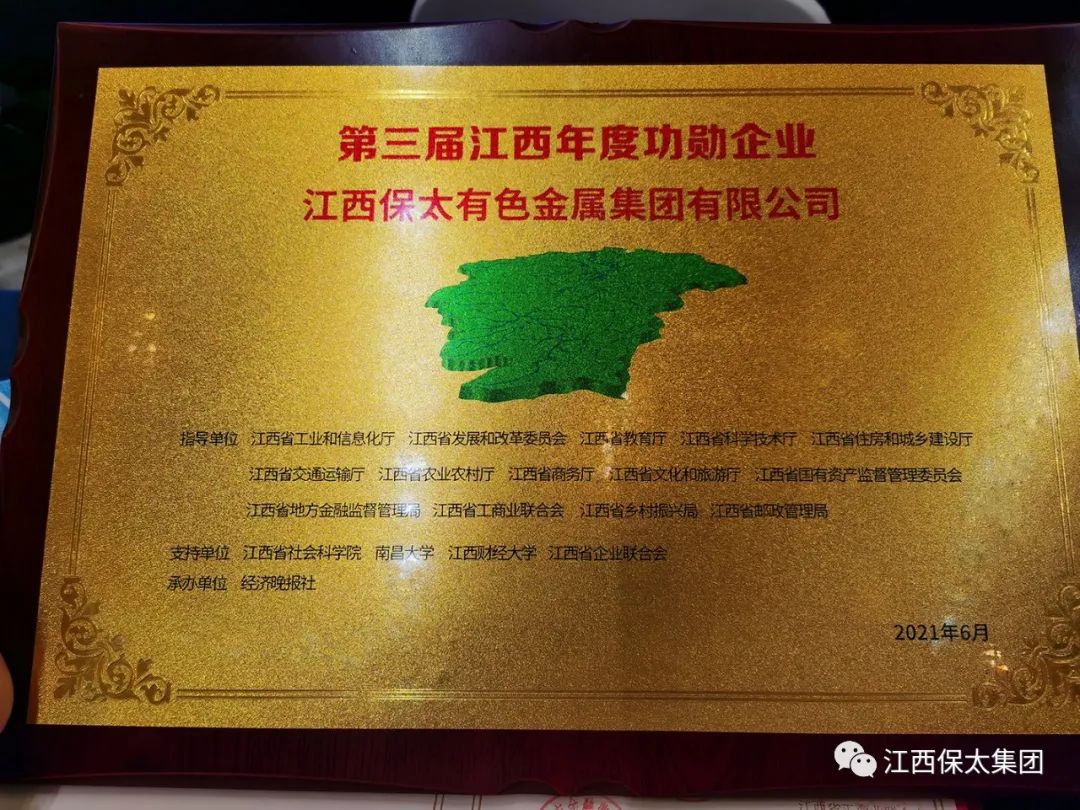 第三届江西年度功勋企业
江西保太有色金属集团有限公司
指导单位 江西省工业和信息化厅 江西省发展和改革委员会 江西省教育厅 江西省科学技术厅 江西省住房和城乡建设厅
江西省交通运输厅 江西省农业农村厅 江西省商务厅 江西省文化和旅游厅 江西省国有资产监督管理委员会
江西省地方金融监督管理局 江西省工商业联合会 江西省乡村振兴局 江西省邮政管理局
支持单位 江西省社会科学院 南昌大学 江西财经大学 江西省企业联合会
承办单位 经济晚报社
2021年6月
江西保太集团